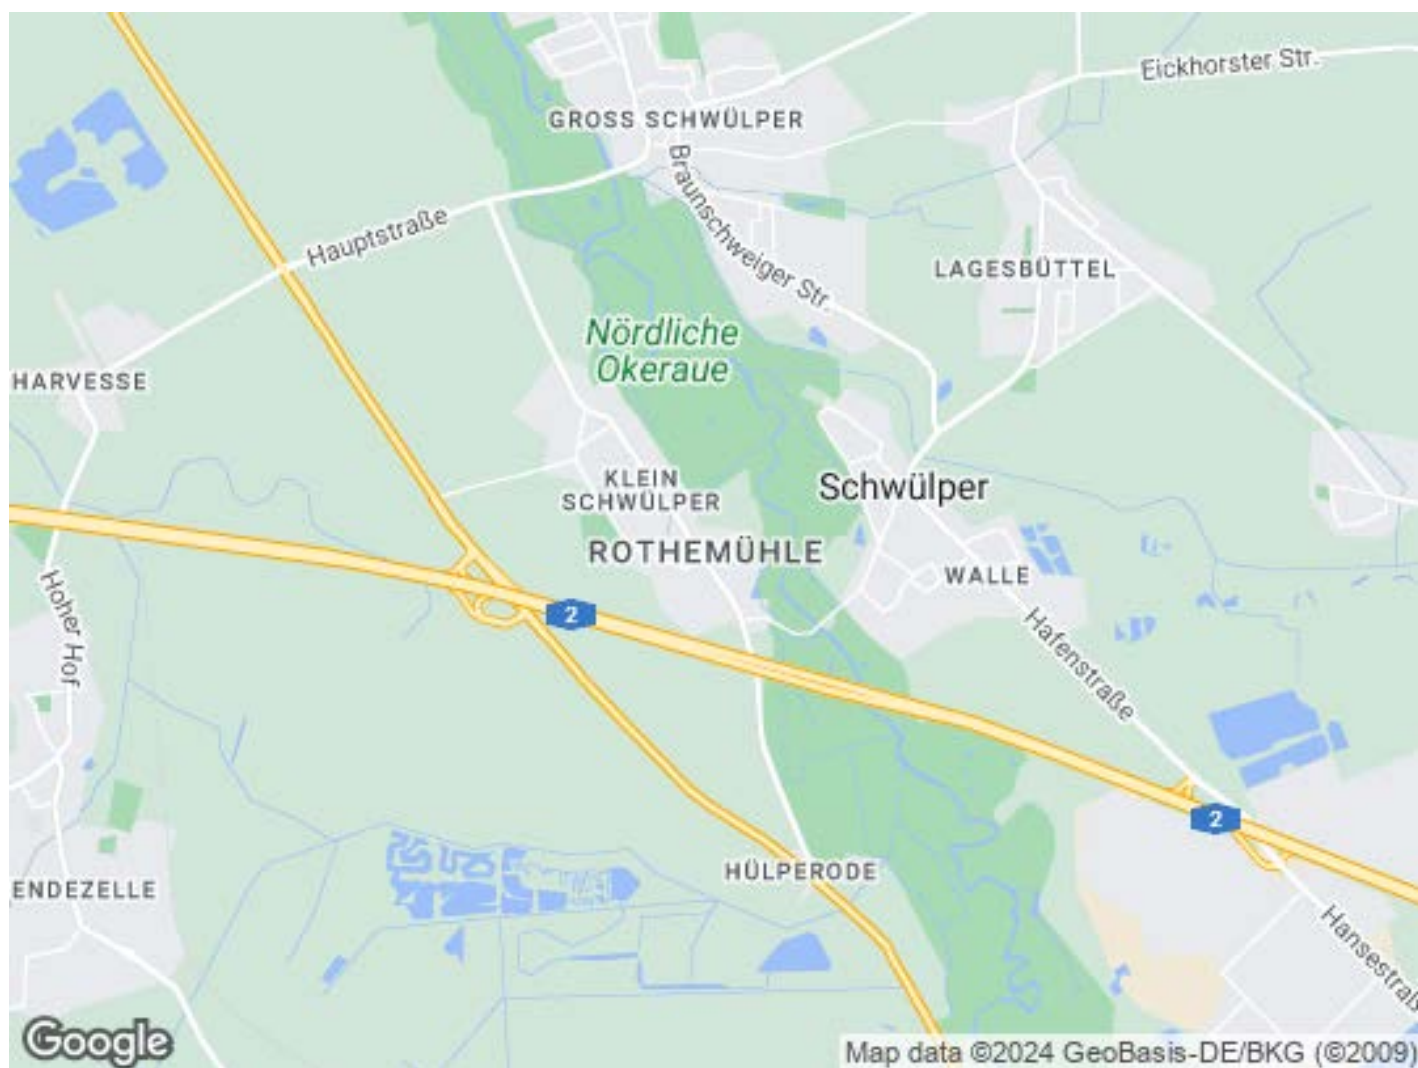 Eickhorster Str.
GROSS SCHWÜLPER
Braunschweiger Str.
Hauptstraße
LAGESBÜTTEL
Nördliche
Okeraue
HARVESSE
KLEIN
SCHWÜLPER
Schwülper
ROTHEMÜHLE
WALLE
Hoher Hof
2
Hafenstraße
2
HÜLPERODE
ENDEZELLE
Hansestraß
Google
Map data ©2024 GeoBasis-DE/BKG (©2009)